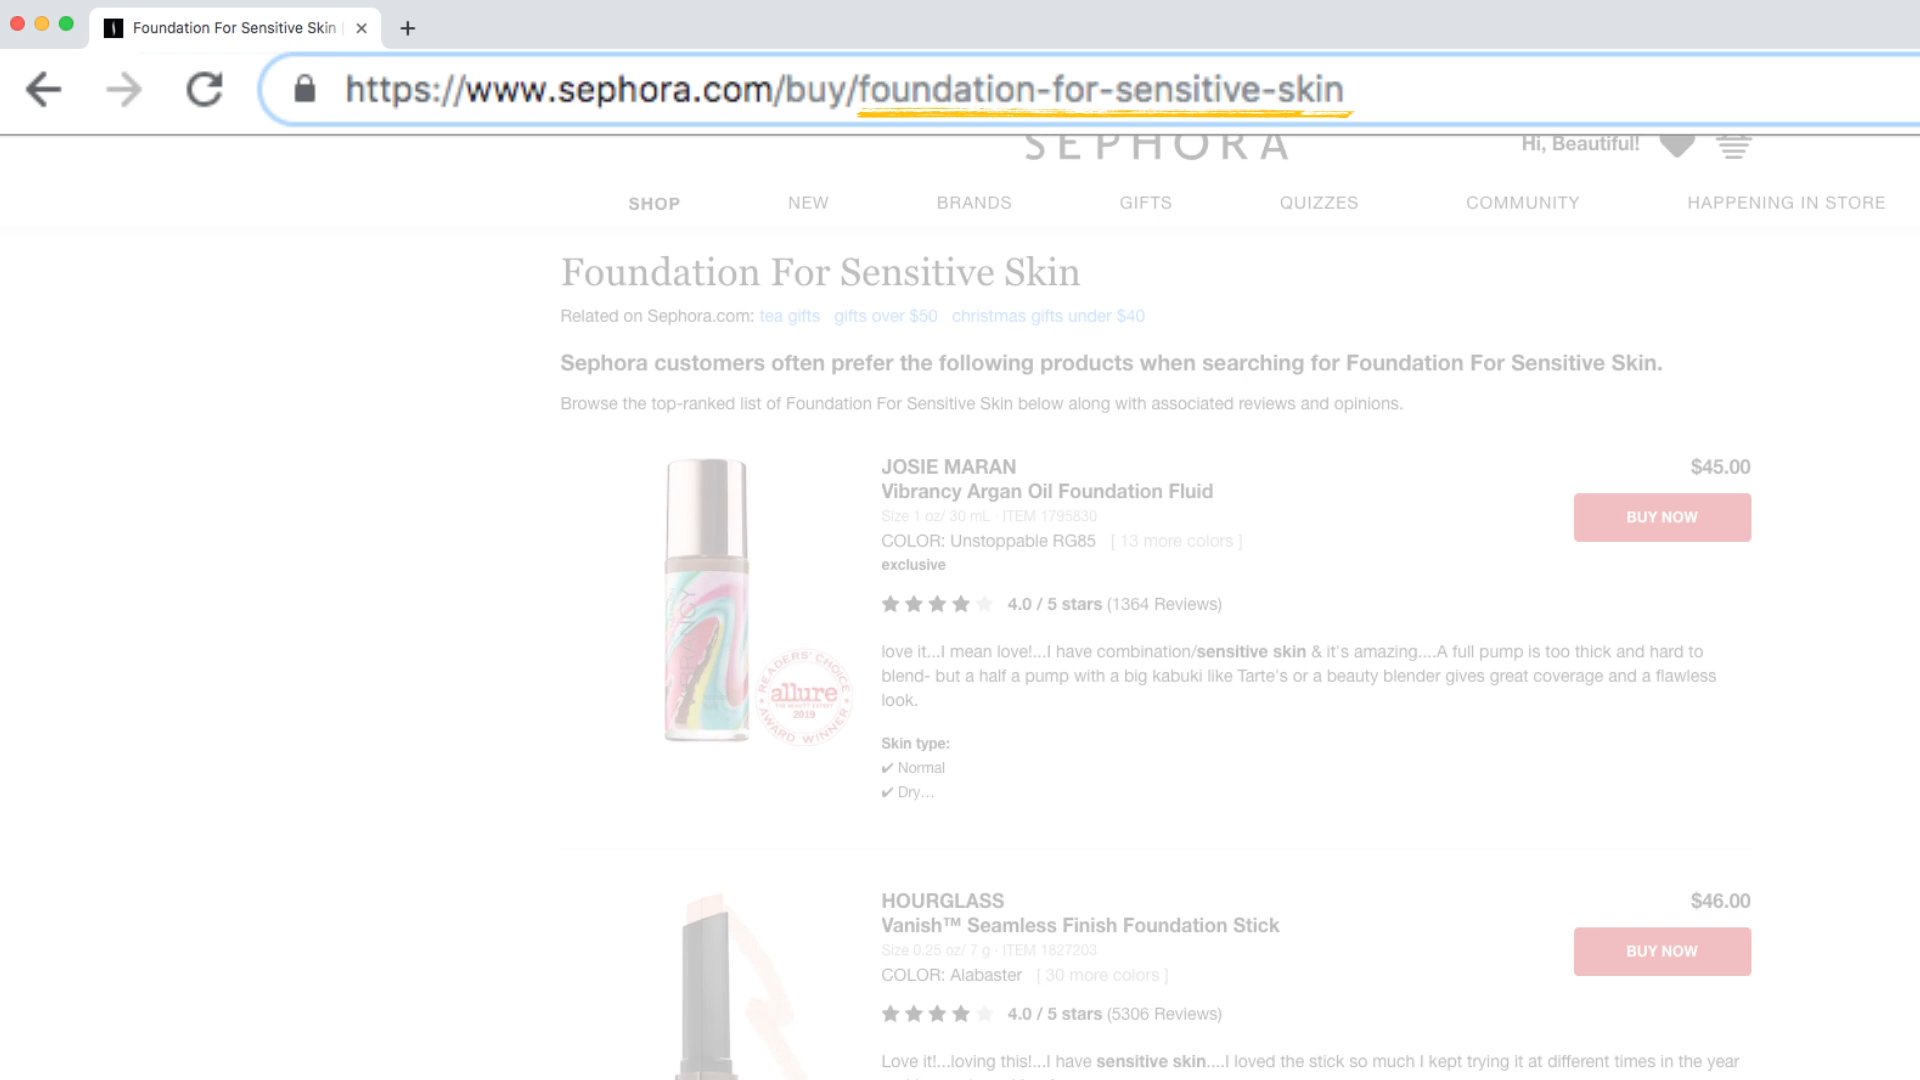 Foundation For Sensitive Skin
https://www.sephora.com/buy/foundation-for-sensitive-skin
SEPHORA
Hi, Beautiful!
SHOP NEW BRANDS GIFTS QUIZZES COMMUNITY HAPPENING IN STORE
Foundation For Sensitive Skin
Related on Sephora.com: tea gifts gifts over $50 christmas gifts under $40
Sephora customers often prefer the following products when searching for Foundation For Sensitive Skin.
Browse the top-ranked list of Foundation For Sensitive Skin below along with associated reviews and opinions.
VIBRANCY
READERS' CHOICE
allure
THE BEAUTY EXPERT
2019
AWARD WINNER
JOSIE MARAN
$45.00
Vibrancy Argan Oil Foundation Fluid
Size 1 oz/ 30 mL · ITEM 1795830
BUY NOW
COLOR: Unstoppable RG85 [ 13 more colors ]
exclusive
4.0 / 5 stars (1364 Reviews)
love it...I mean love!...I have combination/sensitive skin & it's amazing....A full pump is too thick and hard to
blend- but a half a pump with a big kabuki like Tarte's or a beauty blender gives great coverage and a flawless
look.
Skin type:
✔ Normal
✔ Dry…
HOURGLASS
$46.00
Vanish™ Seamless Finish Foundation Stick
Size 0.25 oz/ 7 g · ITEM 1827203
BUY NOW
COLOR: Alabaster [ 30 more colors ]
4.0 / 5 stars (5306 Reviews)
Love it!...loving this!...I have sensitive skin....I loved the stick so much I kept trying it at different times in the year